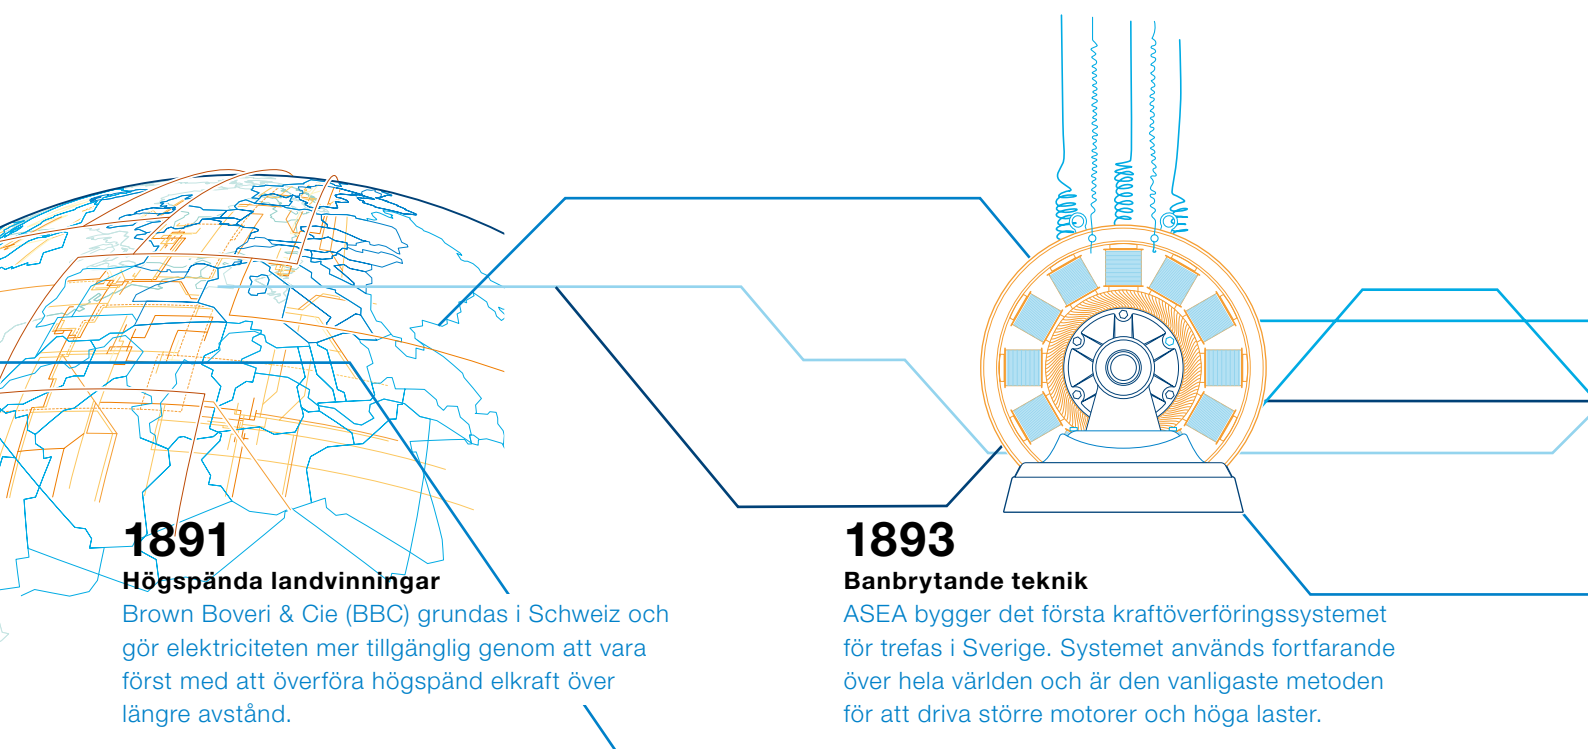 1891
Högspända landvinningar
Brown Boveri & Cie (BBC) grundas i Schweiz och
gör elektriciteten mer tillgänglig genom att vara
först med att överföra högspänd elkraft över
längre avstånd.
1893
Banbrytande teknik
ASEA bygger det första kraftöverföringssystemet
för trefas i Sverige. Systemet används fortfarande
över hela världen och är den vanligaste metoden
för att driva större motorer och höga laster.